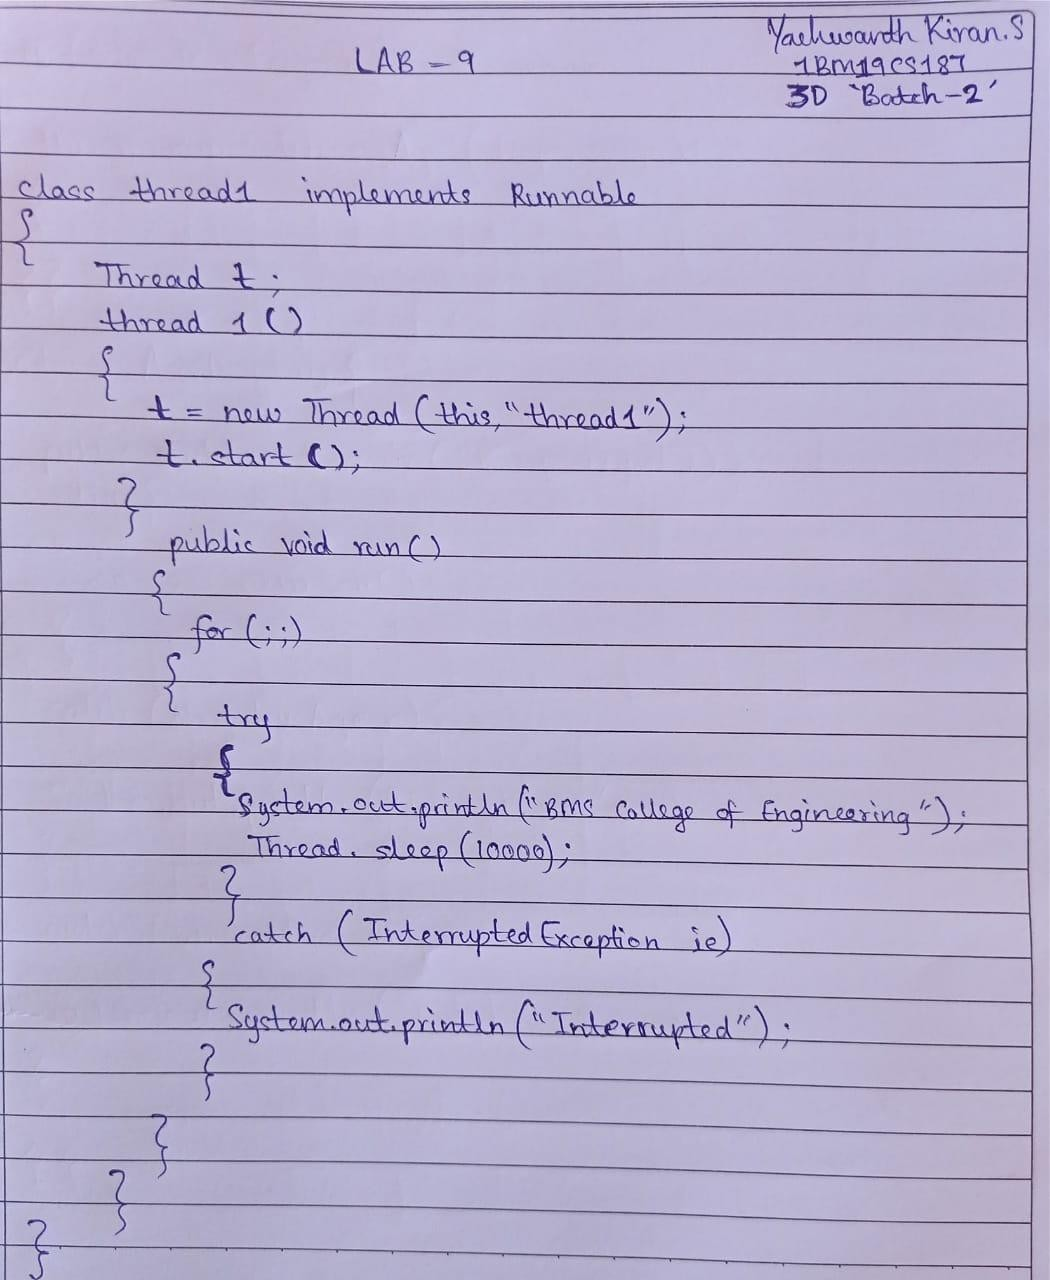 Yashwanth Kiran.S
LAB - 9
1BM19CS187
3D 'Batch-2'
class thread1 implements Runnable
{
Thread t;
thread 1 ()
{
t = new Thread (this, "thread1");
t. start ();
}
public void run()
{
for (;;)
{
try
{
System.out.println ("BMS College of Engineering");
Thread. sleep (10000);
}
catch (Interrupted Exception ie)
{
System.out.println ("Interrupted");
}
}
}
}